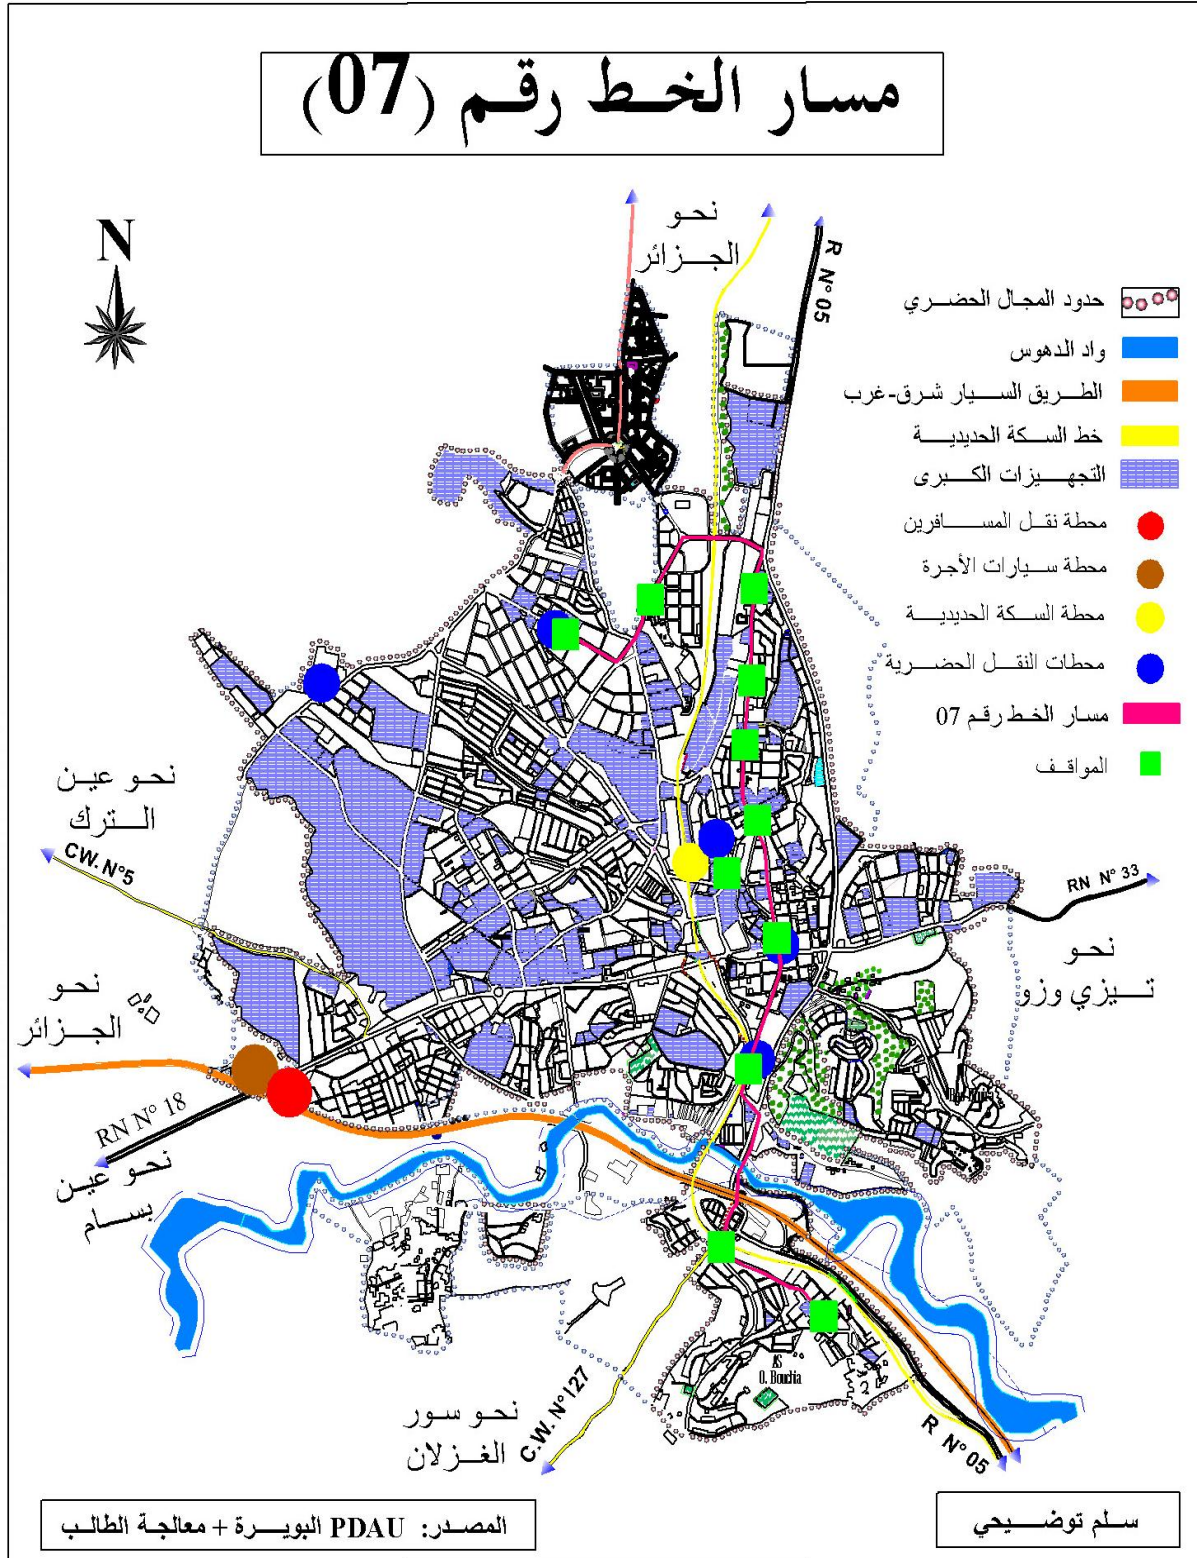 مسار الخط رقم (07)
N
نحو
الجزائر
R N° 05
حدود المجال الحضري
واد الدهوس
الطريق السيار شرق-غرب
خط السكة الحديدية
التجهيزات الكبرى
محطة نقل المسافرين
محطة سيارات الأجرة
محطة السكة الحديدية
محطات النقل الحضرية
مسار الخط رقم 07
المواقف
نحو عين
الترك
CW. N°5
RN N° 33
نحو
تيزي وزو
نحو
الجزائر
RN N° 18
نحو عين
بسام
AS
O. Bouchia
C.W. N°127
نحو سور
الغزلان
R N° 05
المصدر: PDAU البويرة + معالجة الطالب
سلم توضيحي